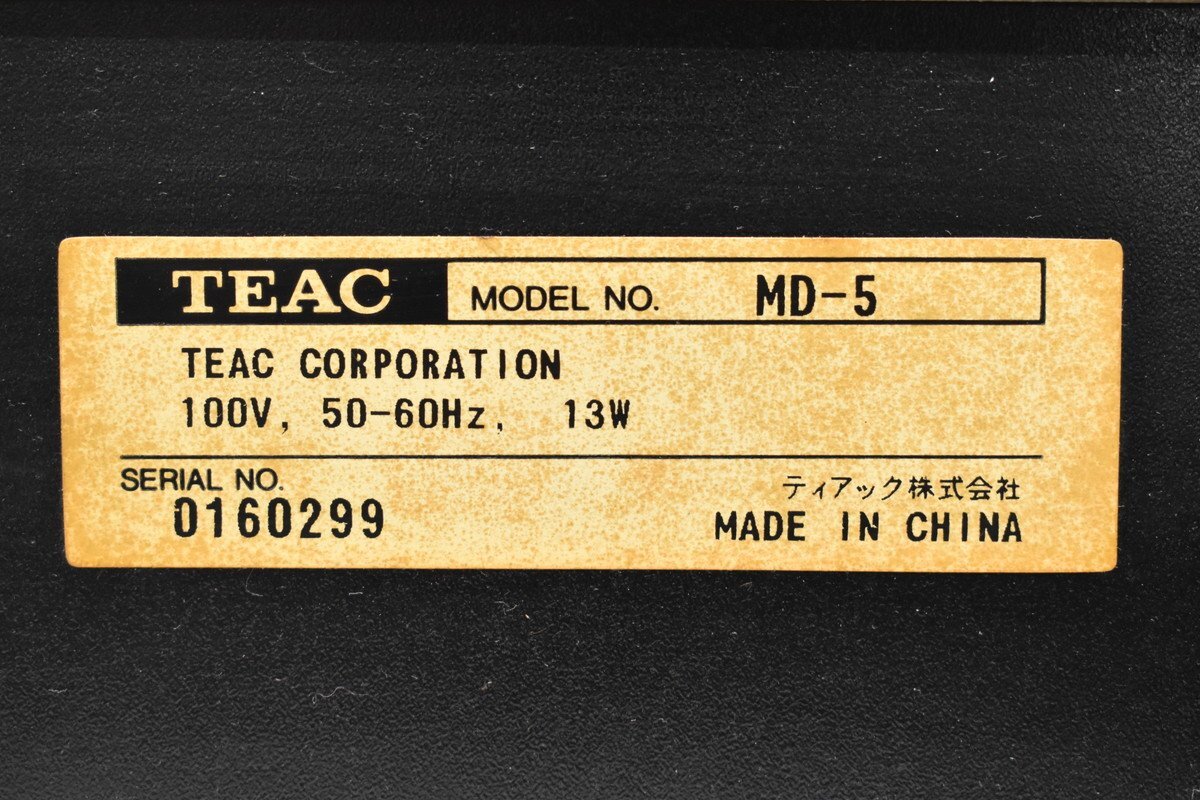 TEAC MODEL NO. MD-5
TEAC CORPORATION
100V, 50-60Hz, 13W
SERIAL NO.
0160299
ティアック株式会社
MADE IN CHINA